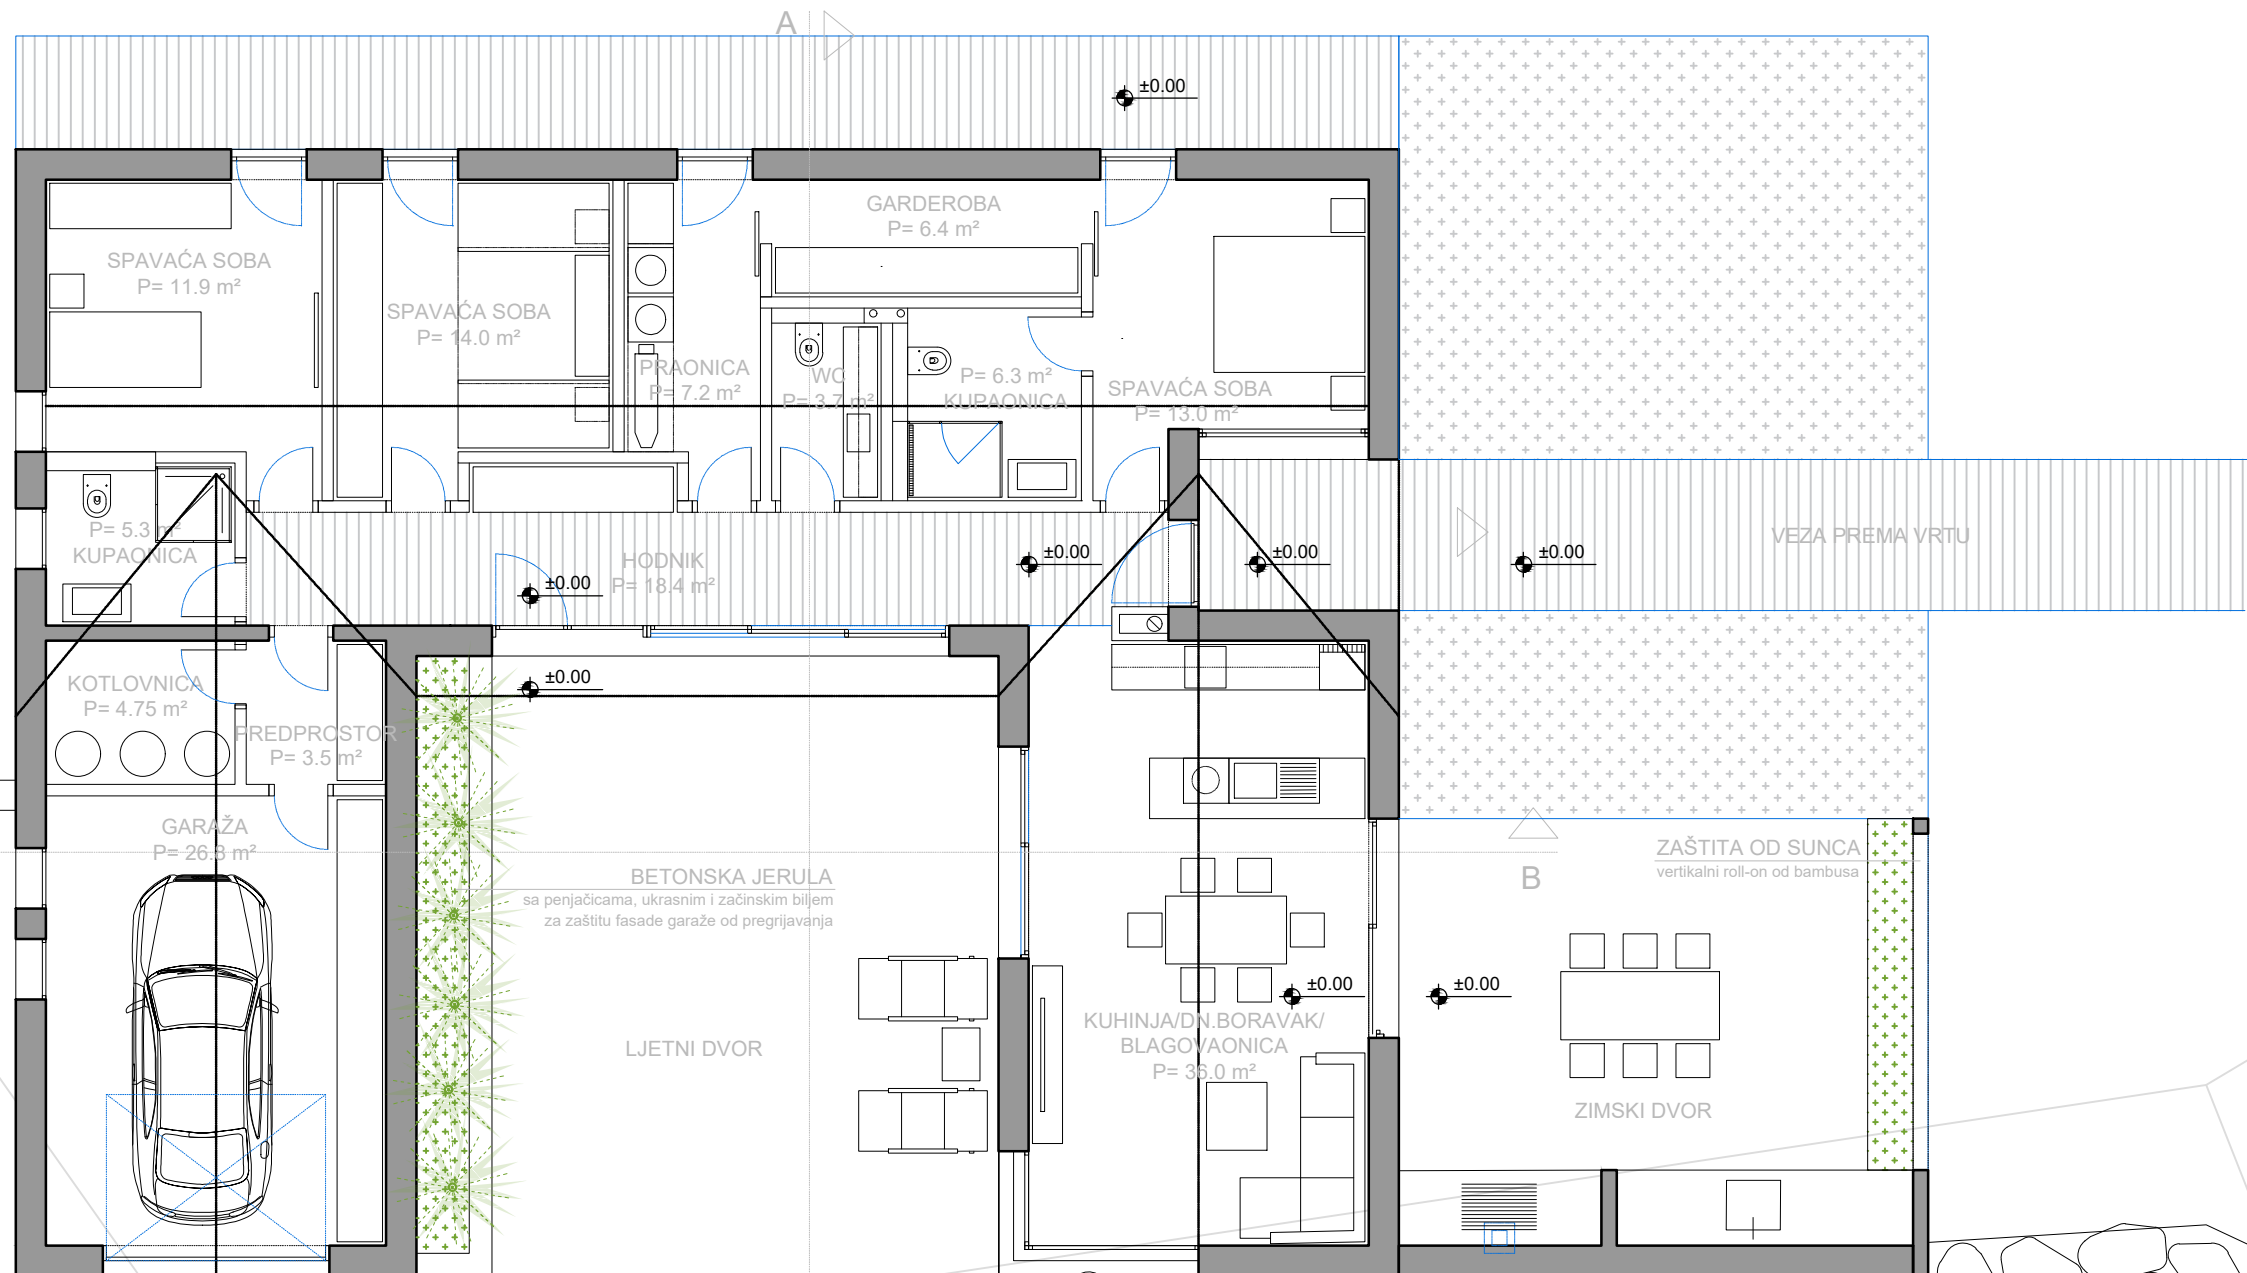 A
±0.00
GARDEROBA
P= 6.4 m²
SPAVAĆA SOBA
P= 11.9 m²
SPAVAĆA SOBA
P= 14.0 m²
PRAONICA
P= 7.2 m²
WC
P= 3.7 m²
P= 6.3 m²
KUPAONICA
SPAVAĆA SOBA
P= 13.0 m²
P= 5.3 m²
KUPAONICA
HODNIK
P= 18.4 m²
±0.00
±0.00
±0.00
±0.00
VEZA PREMA VRTU
±0.00
KOTLOVNICA
P= 4.75 m²
PREDPROSTOR
P= 3.5 m²
GARAŽA
P= 26.8 m²
BETONSKA JERULA
sa penjačicama, ukrasnim i začinskim biljem
za zaštitu fasade garaže od pregrijavanja
B
ZAŠTITA OD SUNCA
vertikalni roll-on od bambusa
±0.00
±0.00
LJETNI DVOR
KUHINJA/DN.BORAVAK/
BLAGOVAONICA
P= 36.0 m²
ZIMSKI DVOR